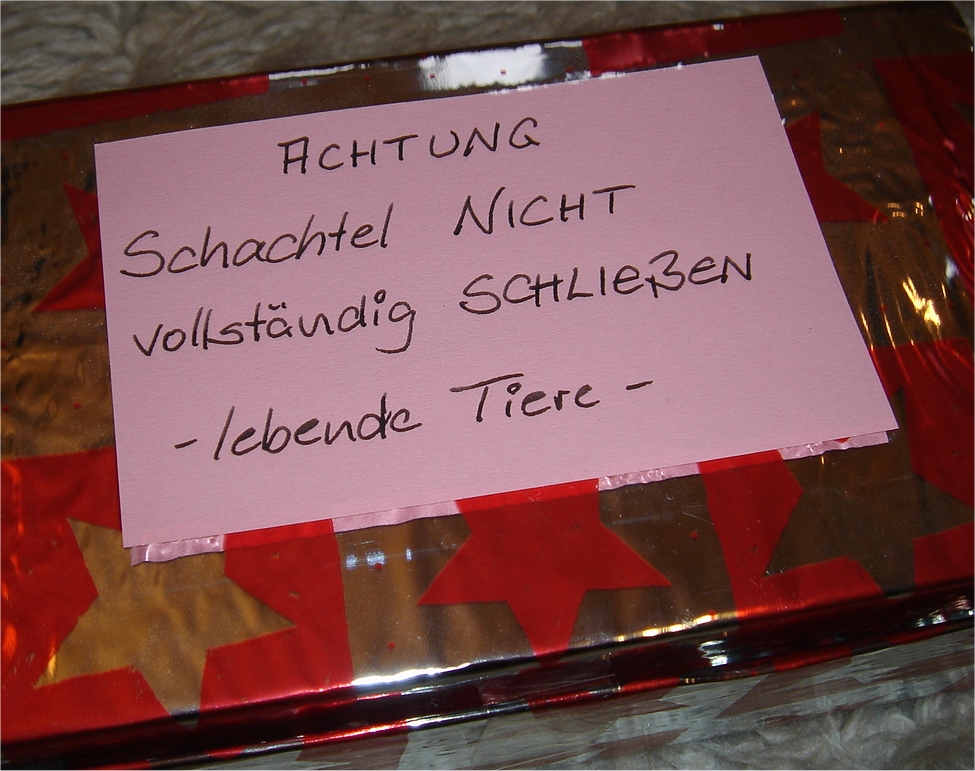 ACHTUNG
Schachtel NICHT
vollständig SCHLIEßEN
- lebende Tiere -